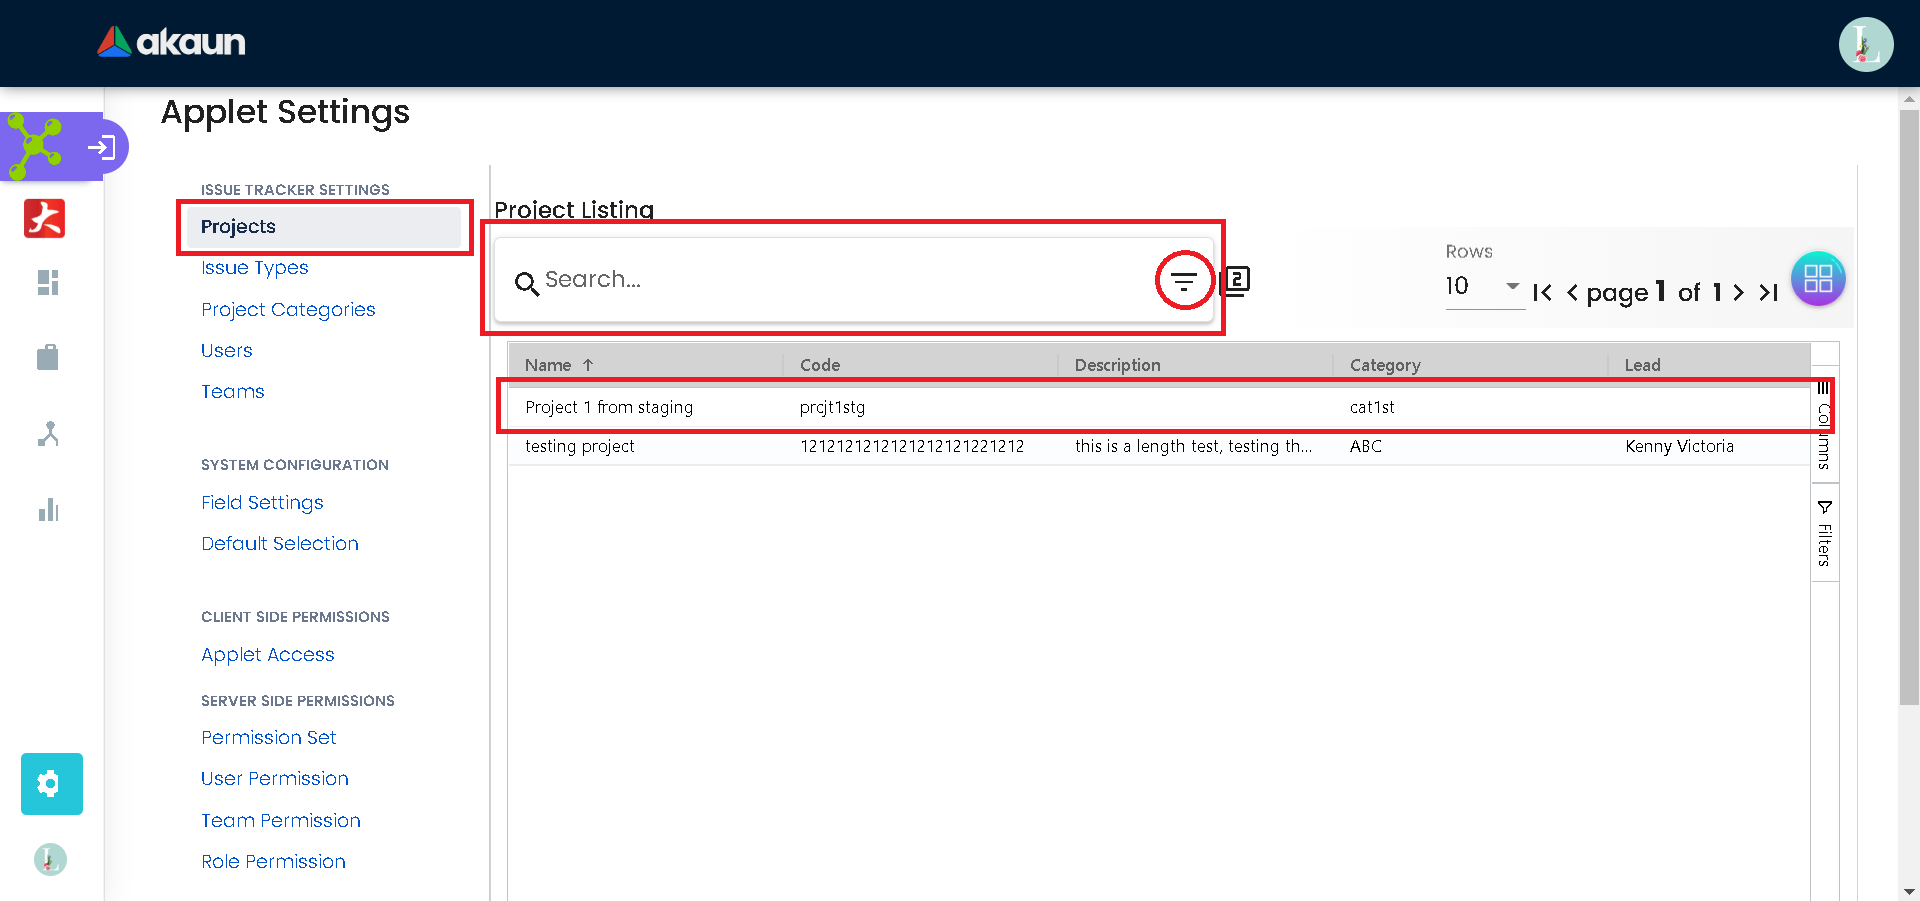 akaun
L
Applet Settings
ISSUE TRACKER SETTINGS
Projects
Issue Types
Project Categories
Users
Teams
SYSTEM CONFIGURATION
Field Settings
Default Selection
CLIENT SIDE PERMISSIONS
Applet Access
SERVER SIDE PERMISSIONS
Permission Set
User Permission
Team Permission
Role Permission
L
Project Listing
Search...
2
Rows
10
page 1 of 1
Name Code Description Category Lead
Project 1 from staging prcjt1stg cat1st
testing project 1212121212121212121221212 this is a length test, testing th... ABC Kenny Victoria
Columns
Filters